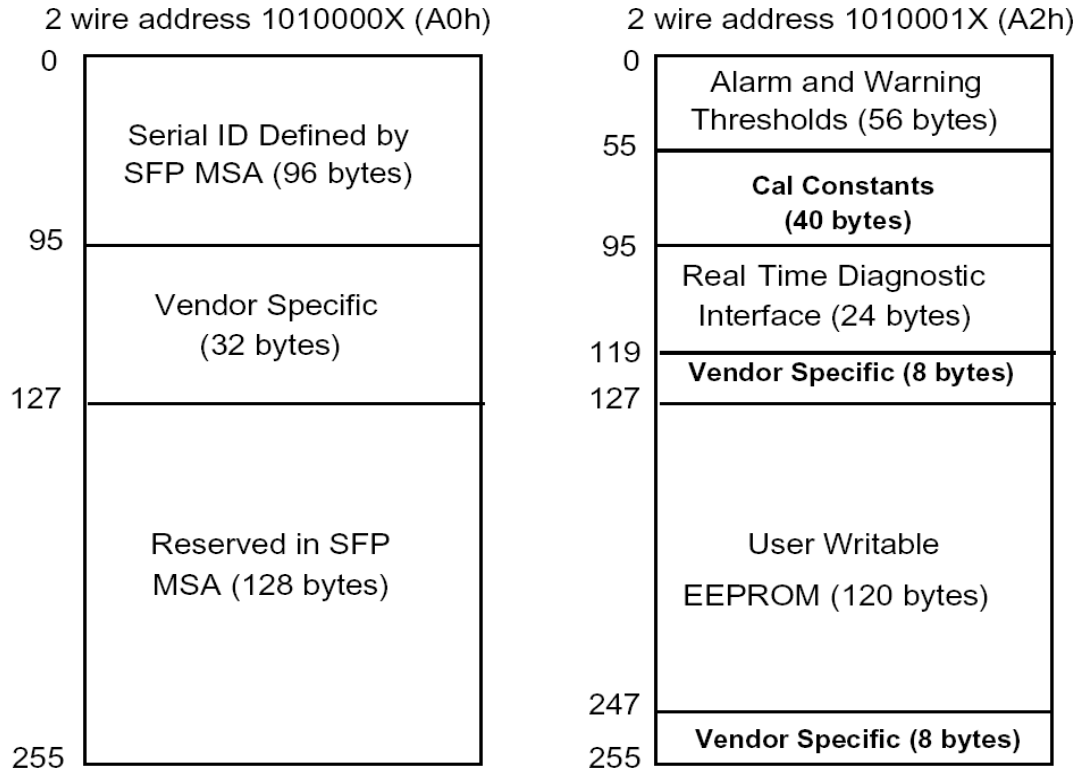 2 wire address 1010000X (A0h)
0
Serial ID Defined by
SFP MSA (96 bytes)
95
Vendor Specific
(32 bytes)
127
Reserved in SFP
MSA (128 bytes)
255
2 wire address 1010001X (A2h)
0
Alarm and Warning
Thresholds (56 bytes)
55
Cal Constants
(40 bytes)
95
Real Time Diagnostic
Interface (24 bytes)
119
Vendor Specific (8 bytes)
127
User Writable
EEPROM (120 bytes)
247
Vendor Specific (8 bytes)
255